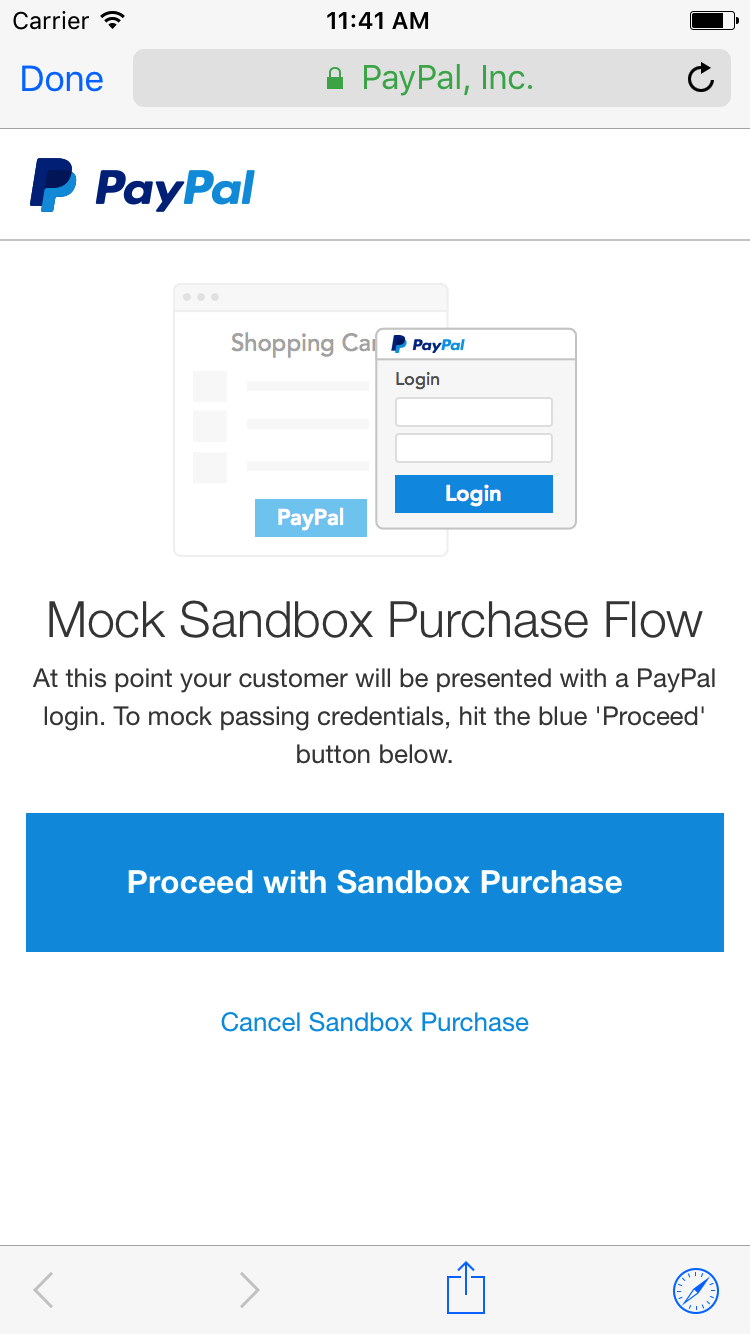 Carrier 11:41 AM
Done PayPal, Inc.
PayPal
Shopping Car
PayPal
Login
Login
PayPal
Mock Sandbox Purchase Flow
At this point your customer will be presented with a PayPal
login. To mock passing credentials, hit the blue 'Proceed'
button below.
Proceed with Sandbox Purchase
Cancel Sandbox Purchase